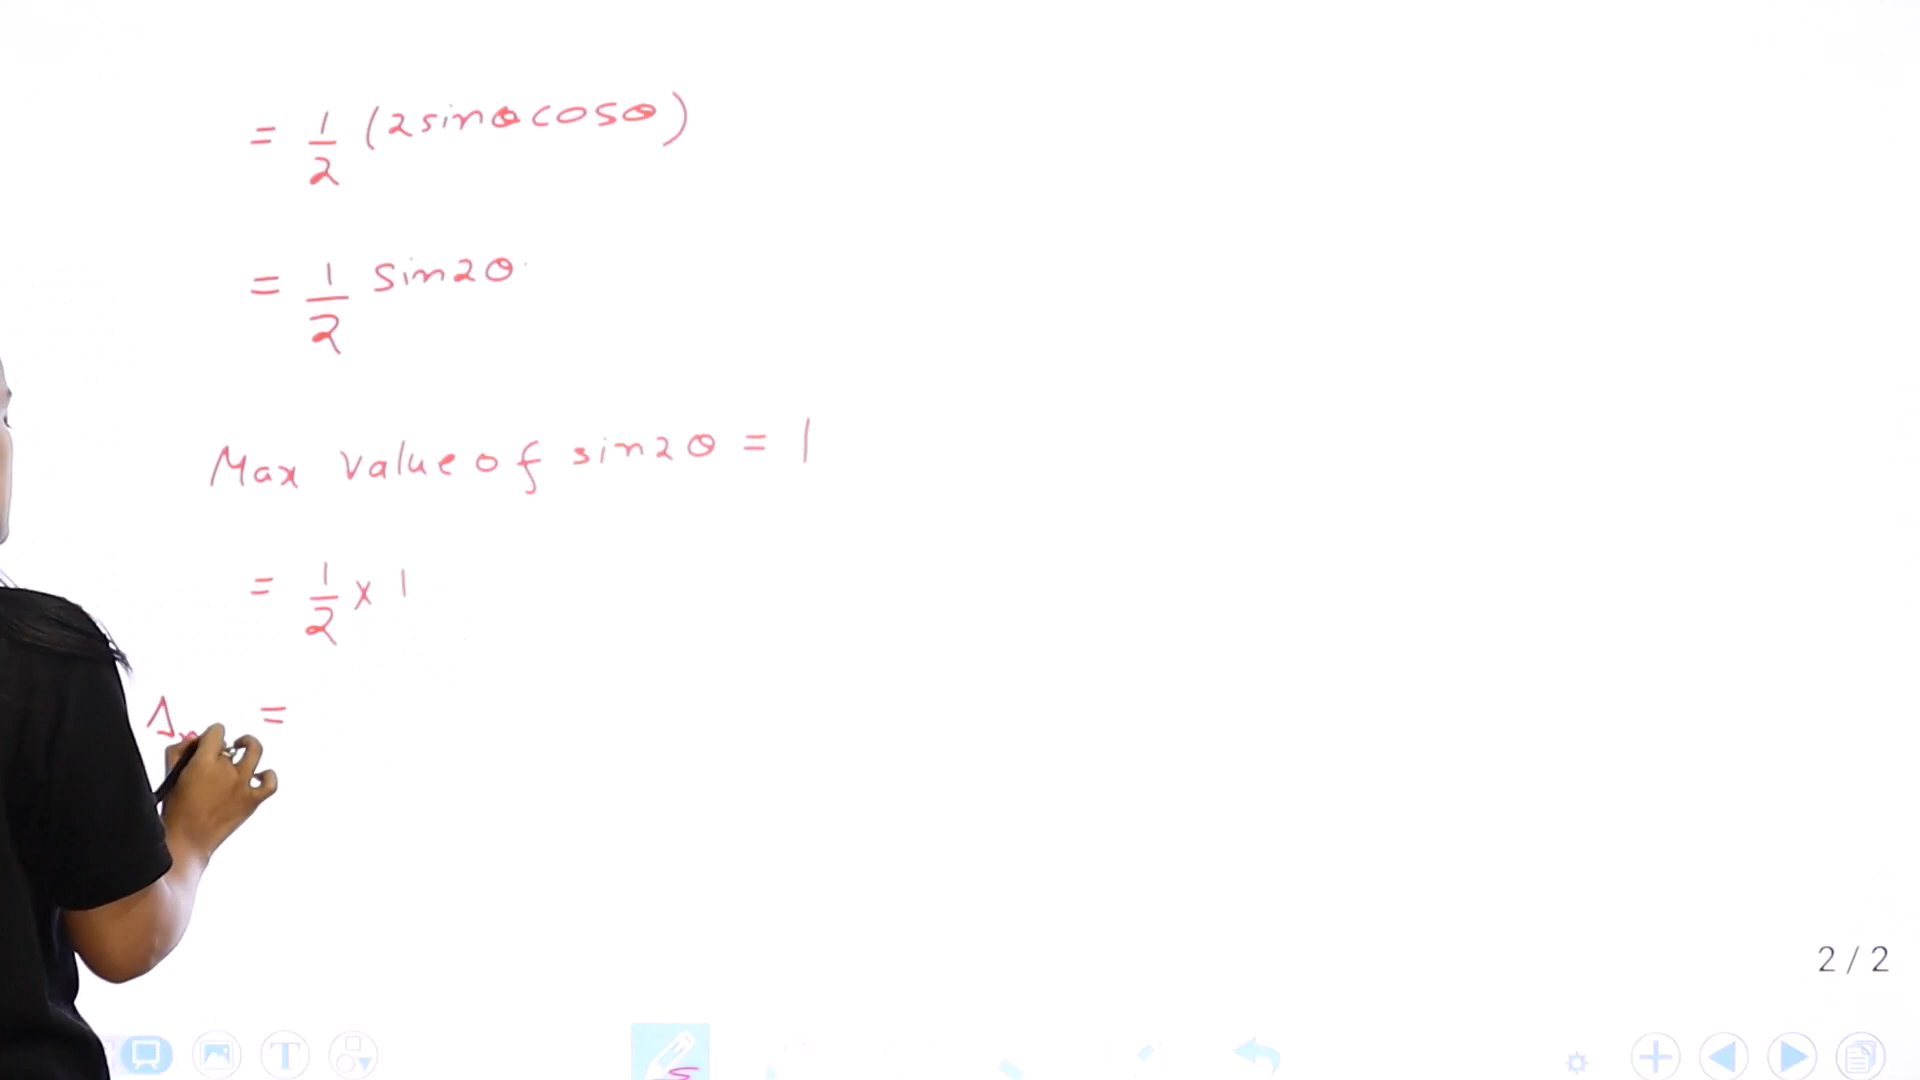 = 1/2 (2sinθcosθ)
= 1/2 sin2θ
Max value of sin2θ = 1
= 1/2 × 1
Δ =
2 / 2
T